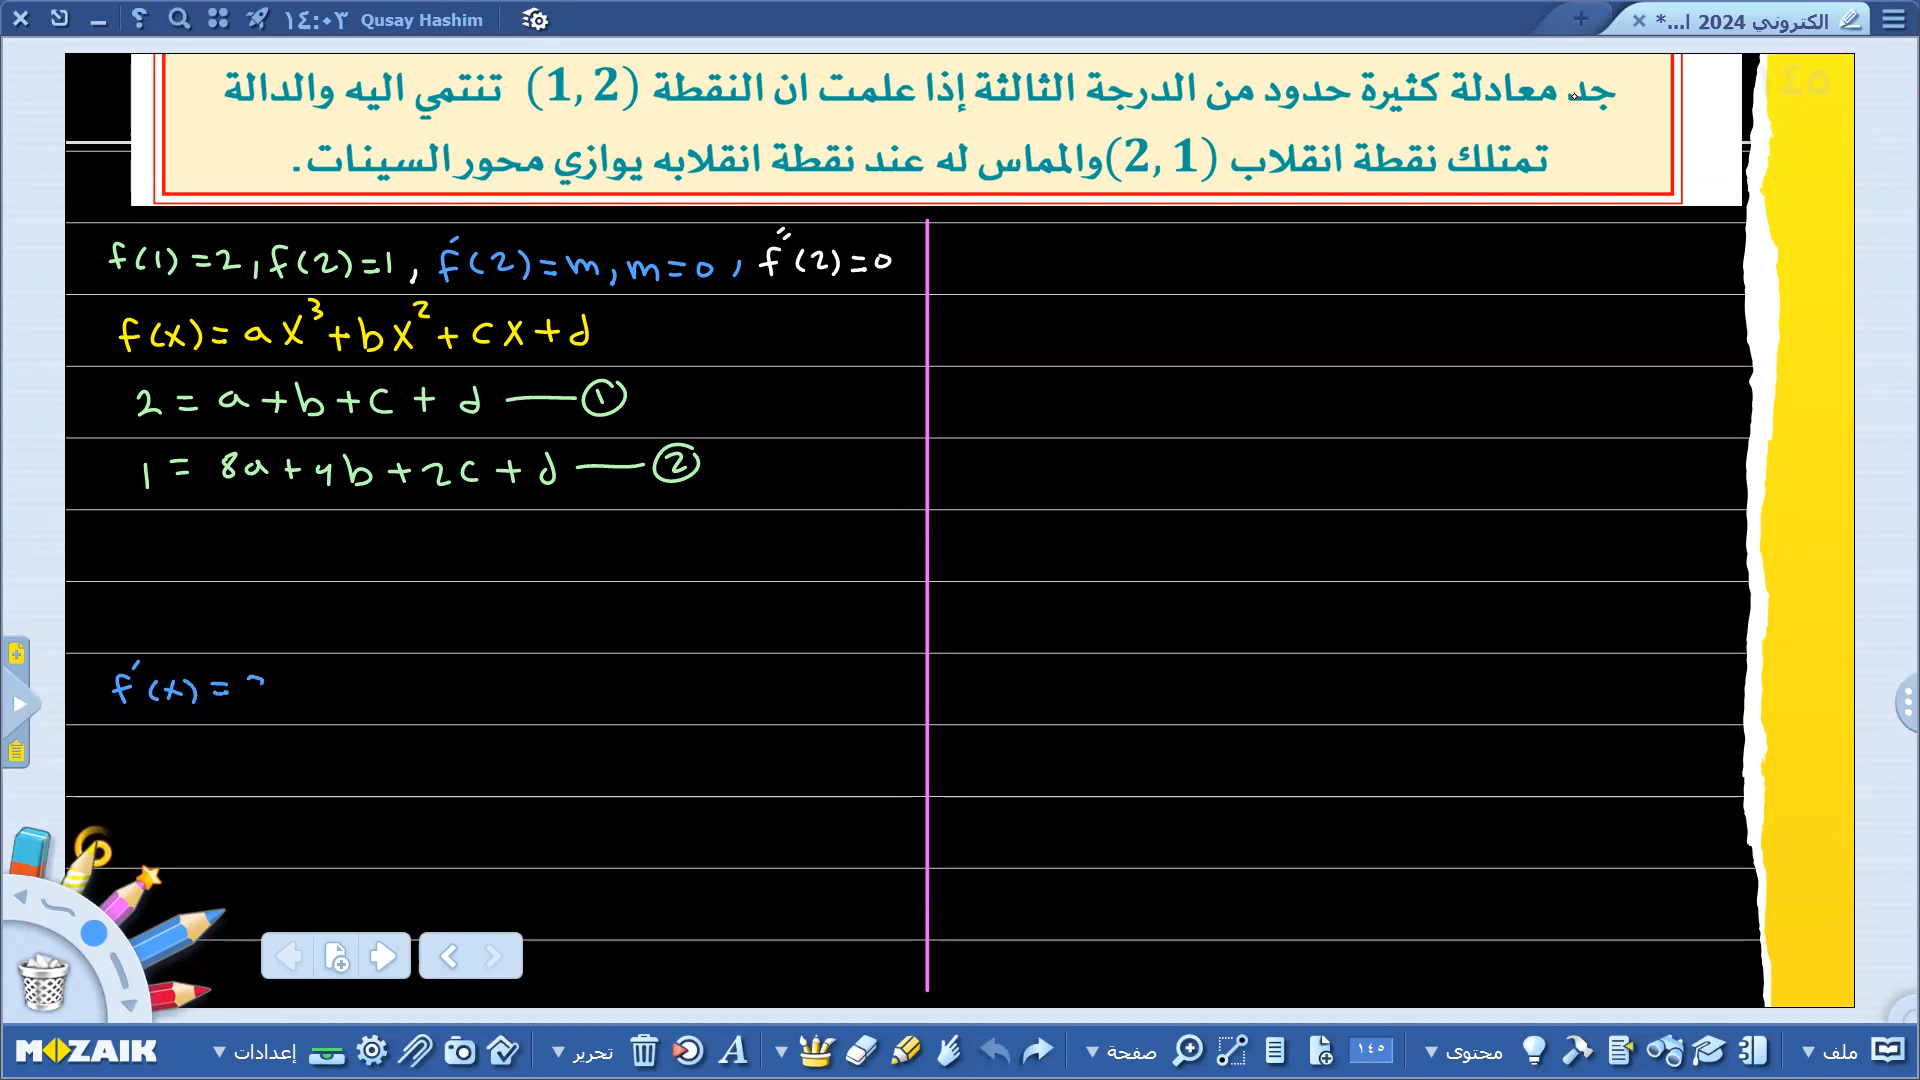 ١٤:٠٣ Qusay Hashim
الكتروني 2024 ا...*
١٤٥
جد معادلة كثيرة حدود من الدرجة الثالثة إذا علمت ان النقطة (1, 2) تنتمي اليه والدالة
تمتلك نقطة انقلاب (2, 1) والمماس له عند نقطة انقلابه يوازي محور السينات.
f(1) = 2, f(2) = 1, f́(2) = m, m = 0, f″(2) = 0
f(x) = ax³ + bx² + cx + d
2 = a + b + c + d —— ①
1 = 8a + 4b + 2c + d —— ②
f́(x) =
MOZAIK
إعدادات
تحرير
صفحة
١٤٥
محتوى
ملف